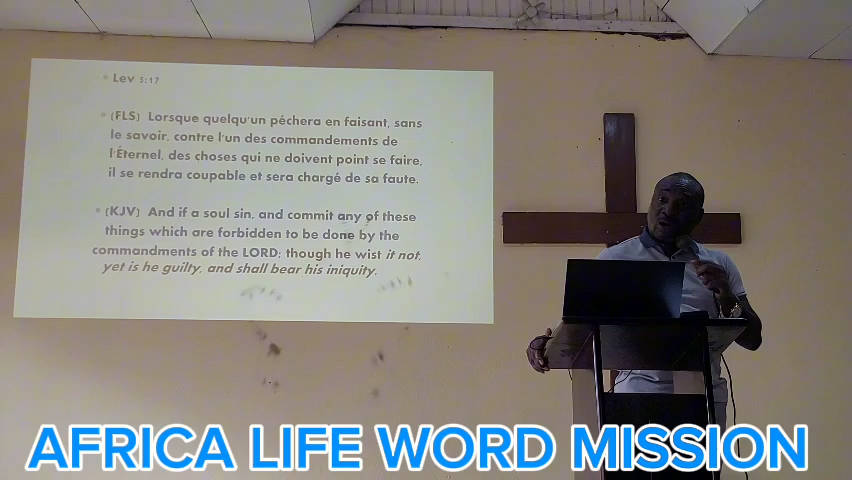 Lev 5:17
(FLS) Lorsque quelqu'un péchera en faisant, sans
le savoir, contre l'un des commandements de
l'Éternel, des choses qui ne doivent point se faire,
il se rendra coupable et sera chargé de sa faute.
(KJV) And if a soul sin, and commit any of these
things which are forbidden to be done by the
commandments of the LORD; though he wist it not,
yet is he guilty, and shall bear his iniquity.
AFRICA LIFE WORD MISSION